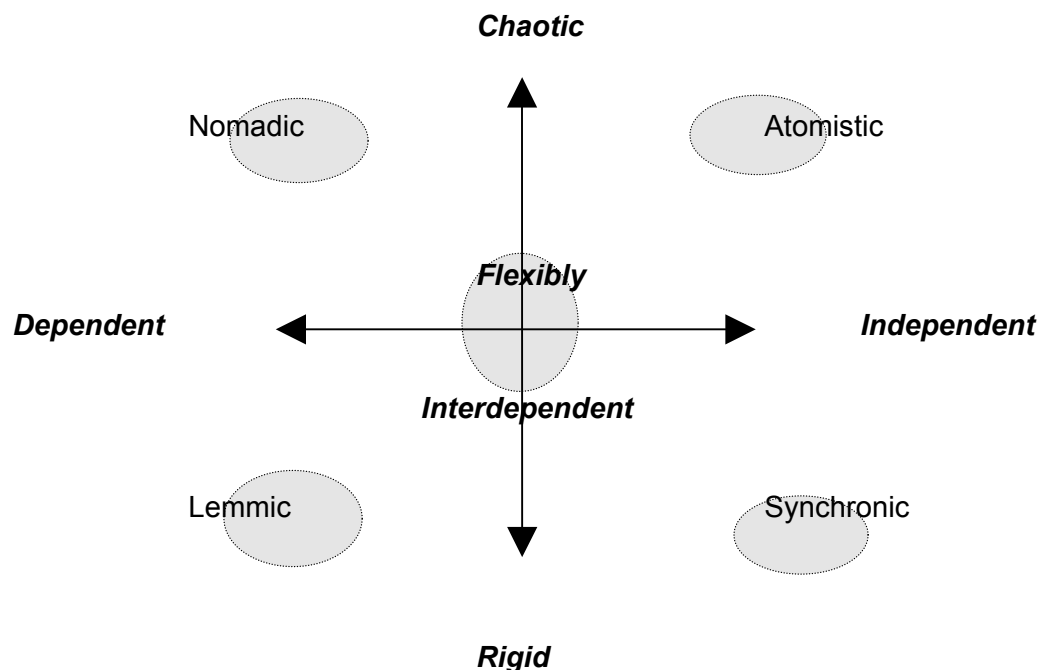 Chaotic
Nomadic Atomistic
Flexibly
Dependent Independent
Interdependent
Lemmic Synchronic
Rigid